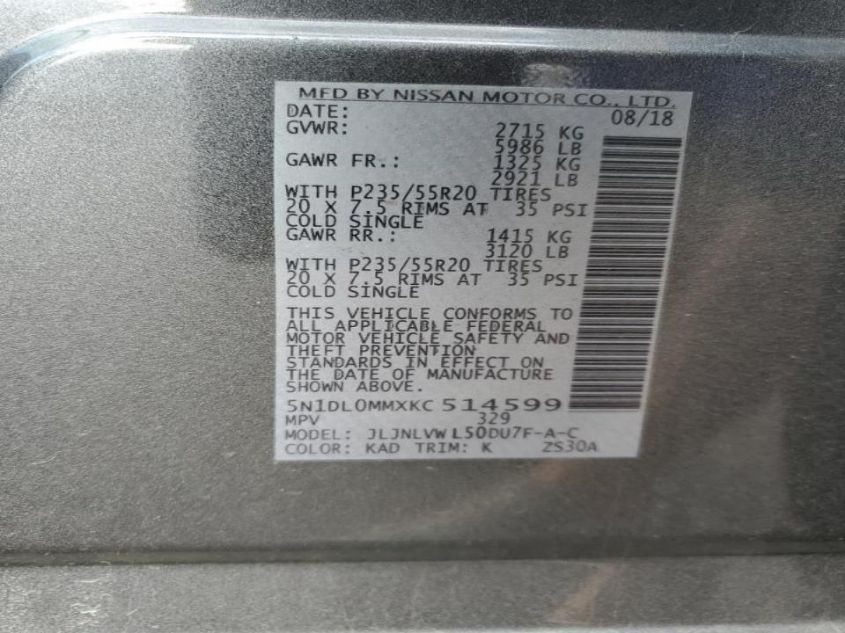 MFD BY NISSAN MOTOR CO., LTD.
DATE: 08/18
GVWR: 2715 KG
5986 LB
GAWR FR.: 1325 KG
2921 LB
WITH P235/55R20 TIRES
20 X 7.5 RIMS AT 35 PSI
COLD SINGLE
GAWR RR.: 1415 KG
3120 LB
WITH P235/55R20 TIRES
20 X 7.5 RIMS AT 35 PSI
COLD SINGLE
THIS VEHICLE CONFORMS TO
ALL APPLICABLE FEDERAL
MOTOR VEHICLE SAFETY AND
THEFT PREVENTION
STANDARDS IN EFFECT ON
THE DATE OF MANUFACTURE
SHOWN ABOVE.
5N1DL0MMXKC 514599
MPV 329
MODEL: JLJNLVW L50DU7F-A-C
COLOR: KAD TRIM: K ZS30A